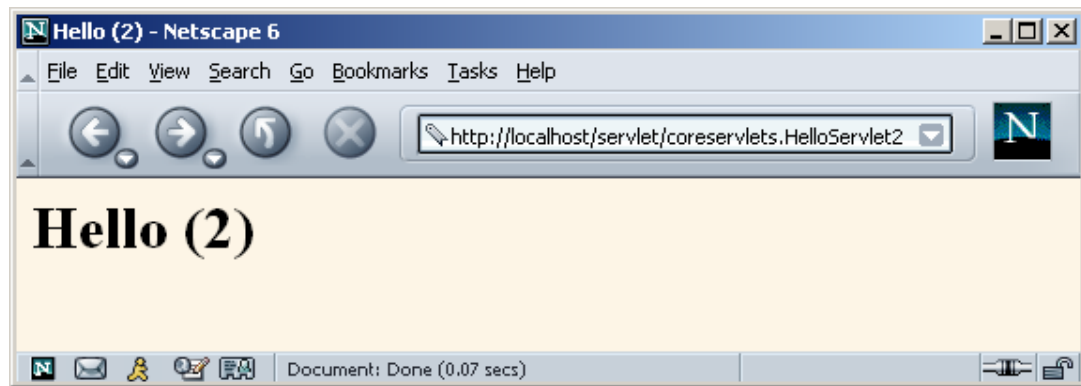 Hello (2) - Netscape 6
File Edit View Search Go Bookmarks Tasks Help
http://localhost/servlet/coreservlets.HelloServlet2
N
Hello (2)
N
Document: Done (0.07 secs)